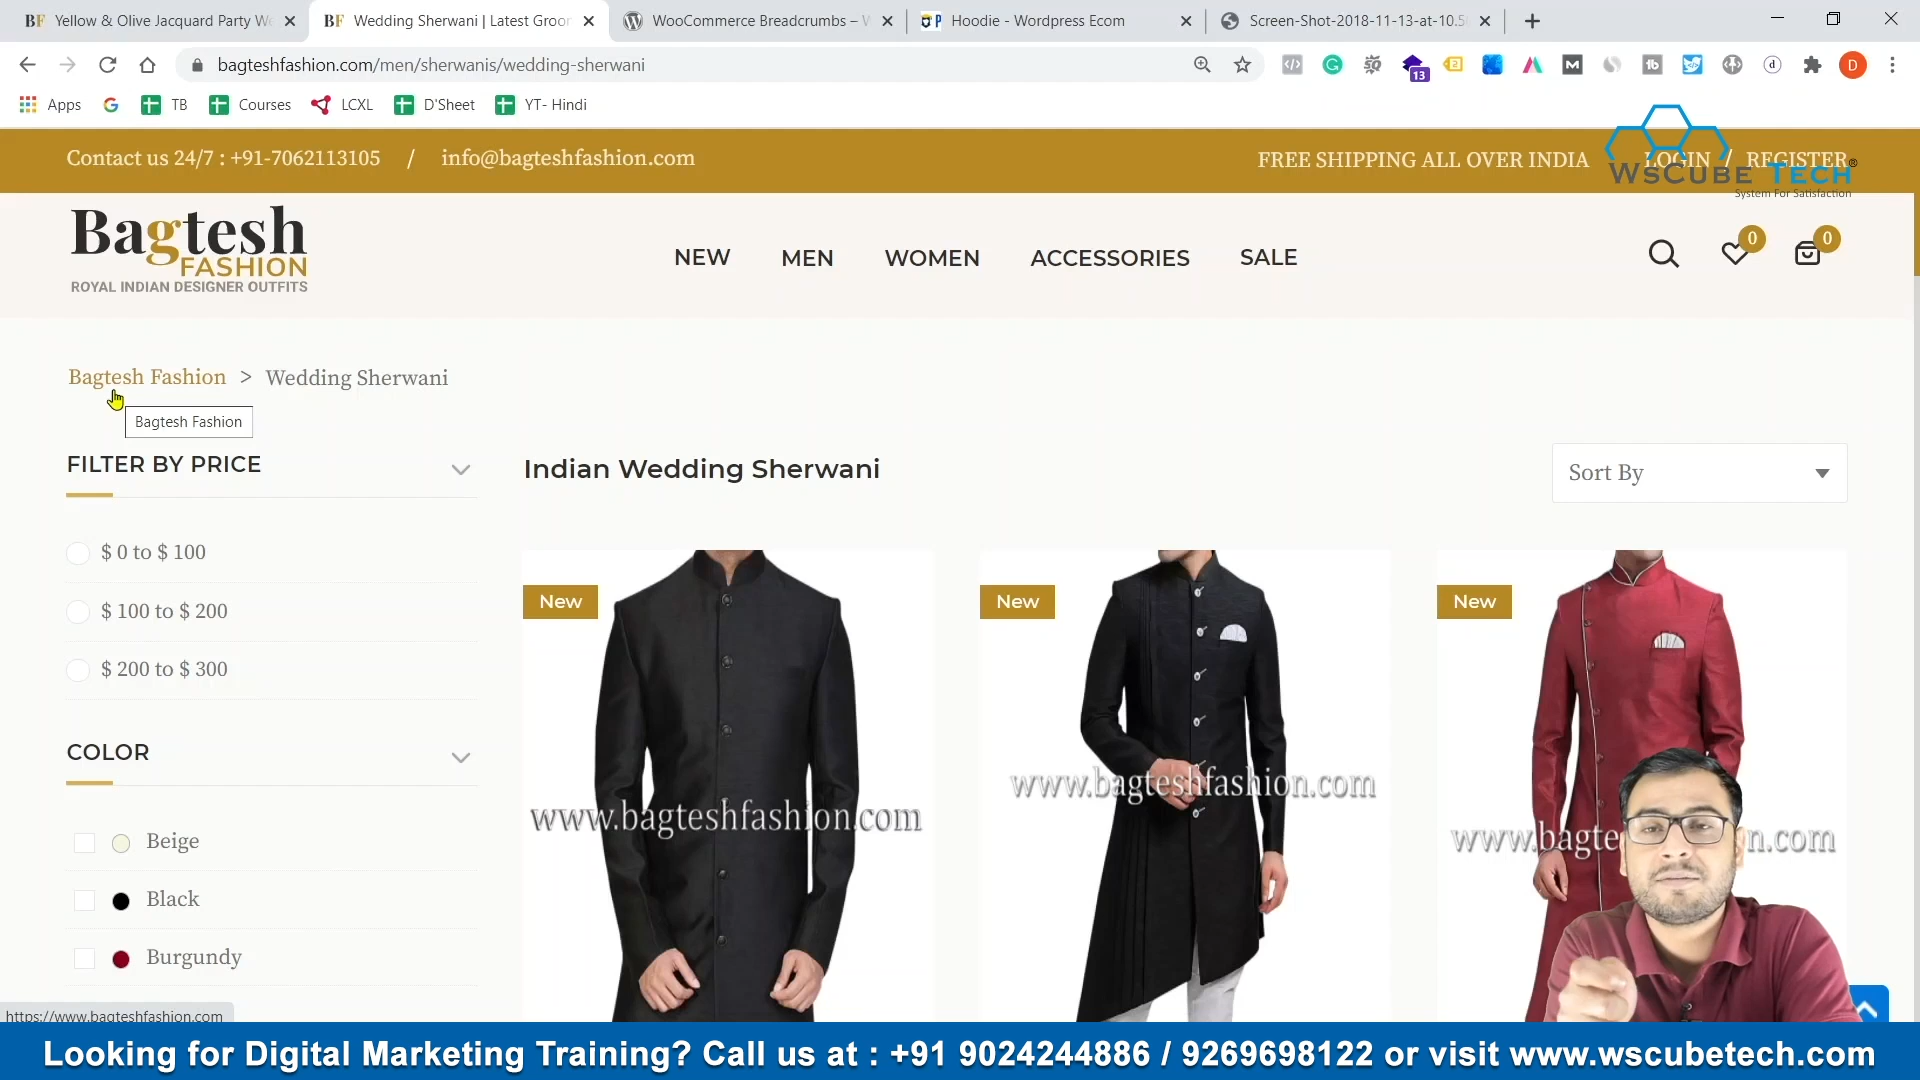 Yellow & Olive Jacquard Party We
Wedding Sherwani | Latest Groor
WooCommerce Breadcrumbs – W
Hoodie - Wordpress Ecom
Screen-Shot-2018-11-13-at-10.5
bagteshfashion.com/men/sherwanis/wedding-sherwani
13
D
Apps
TB
Courses
LCXL
D'Sheet
YT- Hindi
Contact us 24/7 : +91-7062113105 / info@bagteshfashion.com
FREE SHIPPING ALL OVER INDIA
LOGIN / REGISTER
WsCube Tech®
System For Satisfaction
Bagtesh
FASHION
ROYAL INDIAN DESIGNER OUTFITS
NEW
MEN
WOMEN
ACCESSORIES
SALE
0
0
Bagtesh Fashion > Wedding Sherwani
Bagtesh Fashion
FILTER BY PRICE
Indian Wedding Sherwani
Sort By
$ 0 to $ 100
$ 100 to $ 200
$ 200 to $ 300
COLOR
Beige
Black
Burgundy
New
New
New
www.bagteshfashion.com
www.bagteshfashion.com
www.bagte
n.com
https://www.bagteshfashion.com
Looking for Digital Marketing Training? Call us at : +91 9024244886 / 9269698122 or visit www.wscubetech.com